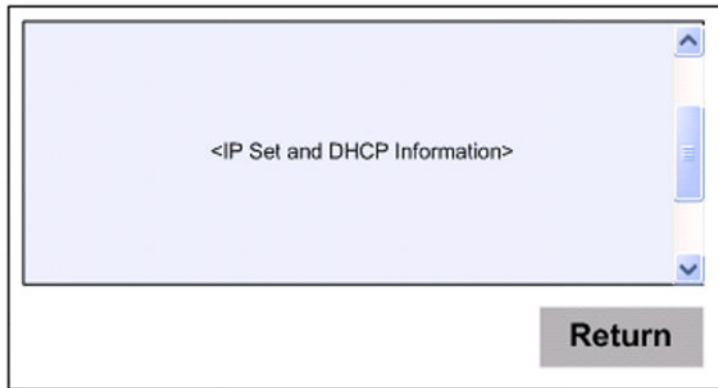 <IP Set and DHCP Information>
Return